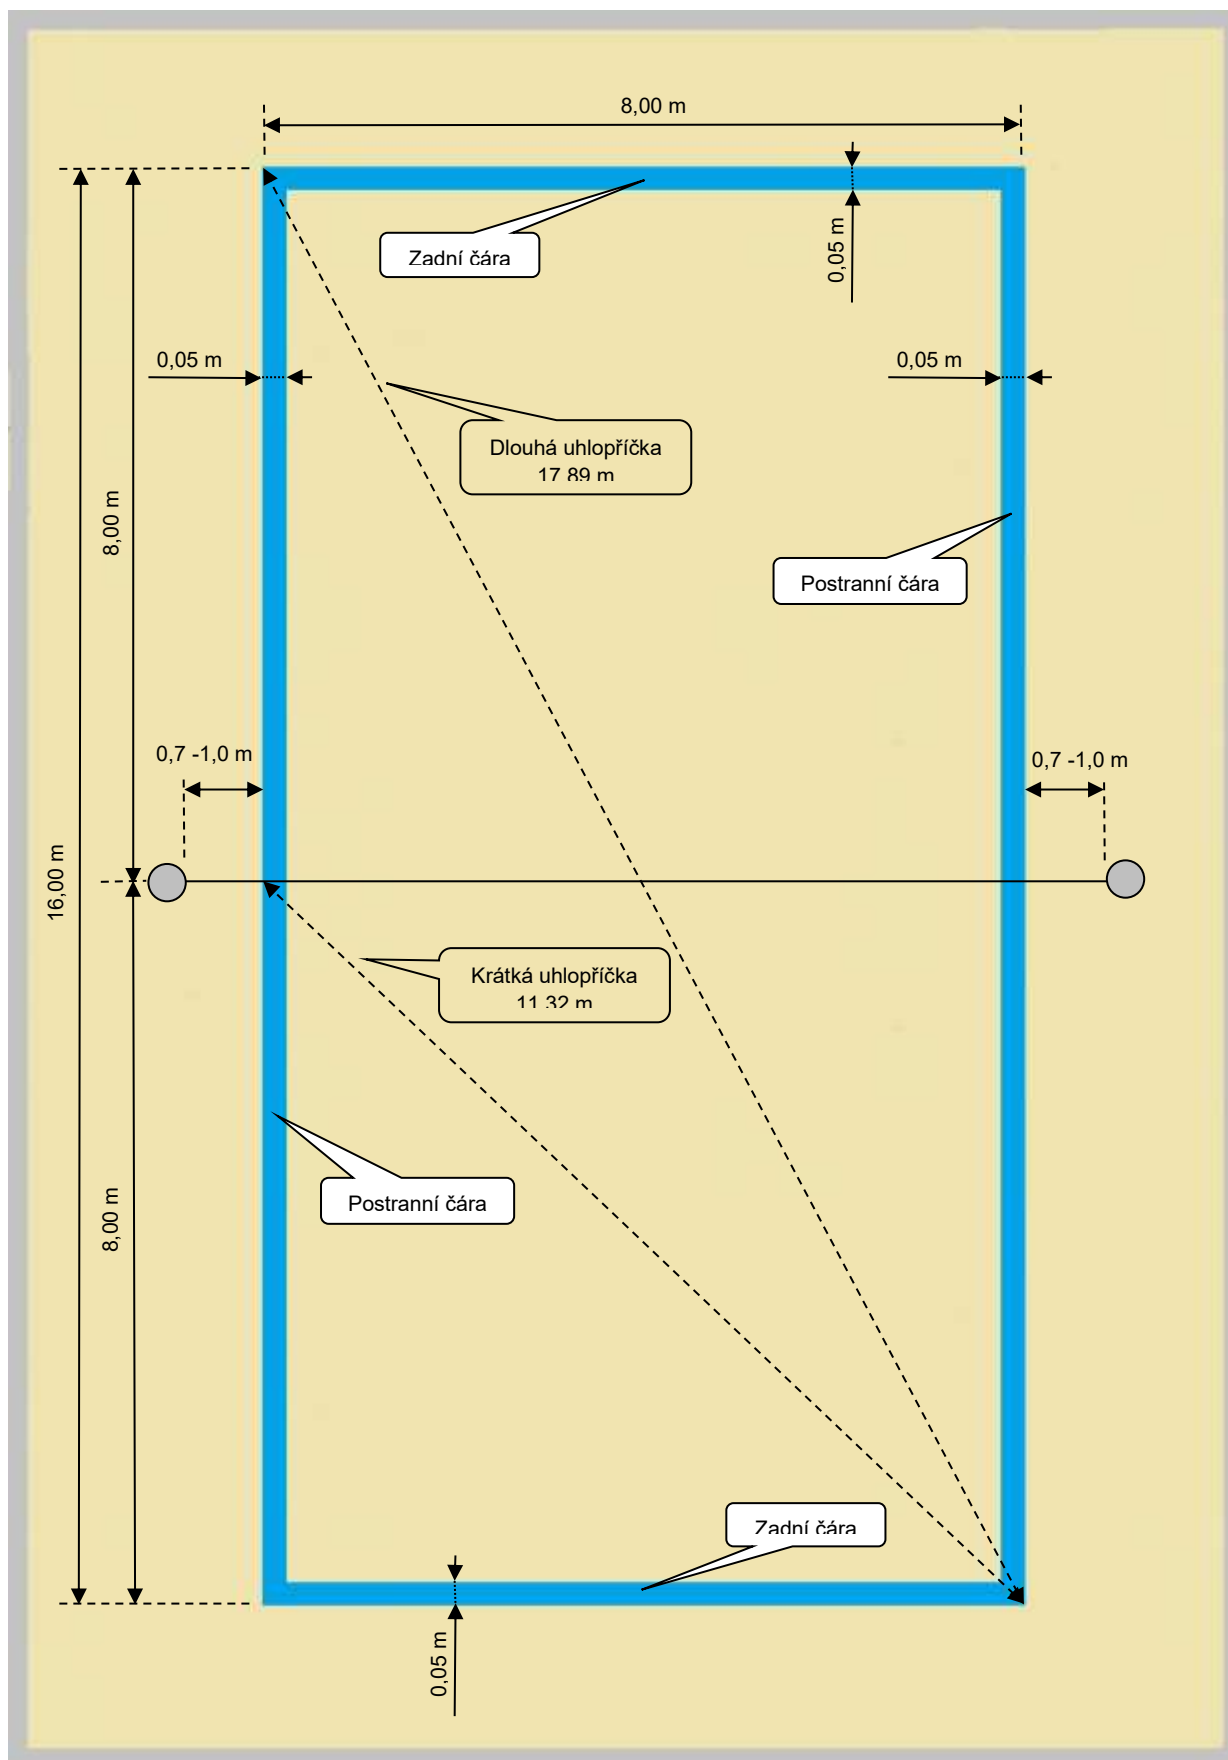 8,00 m
Zadní čára
0,05 m
0,05 m
0,05 m
Dlouhá uhlopříčka
17,89 m
8,00 m
Postranní čára
0,7 -1,0 m
0,7 -1,0 m
16,00 m
Krátká uhlopříčka
11,32 m
8,00 m
Postranní čára
Zadní čára
0,05 m